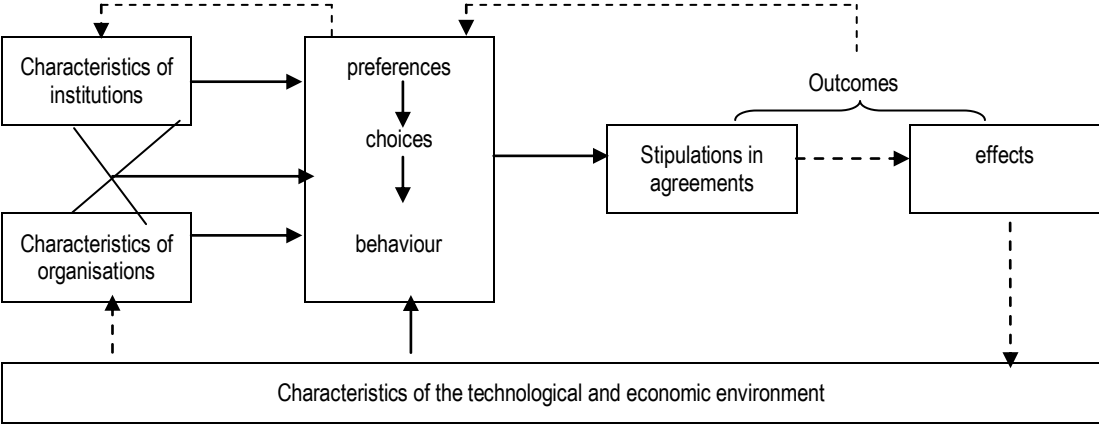 Characteristics of
institutions
preferences
choices
behaviour
Characteristics of
organisations
Outcomes
Stipulations in
agreements
effects
Characteristics of the technological and economic environment